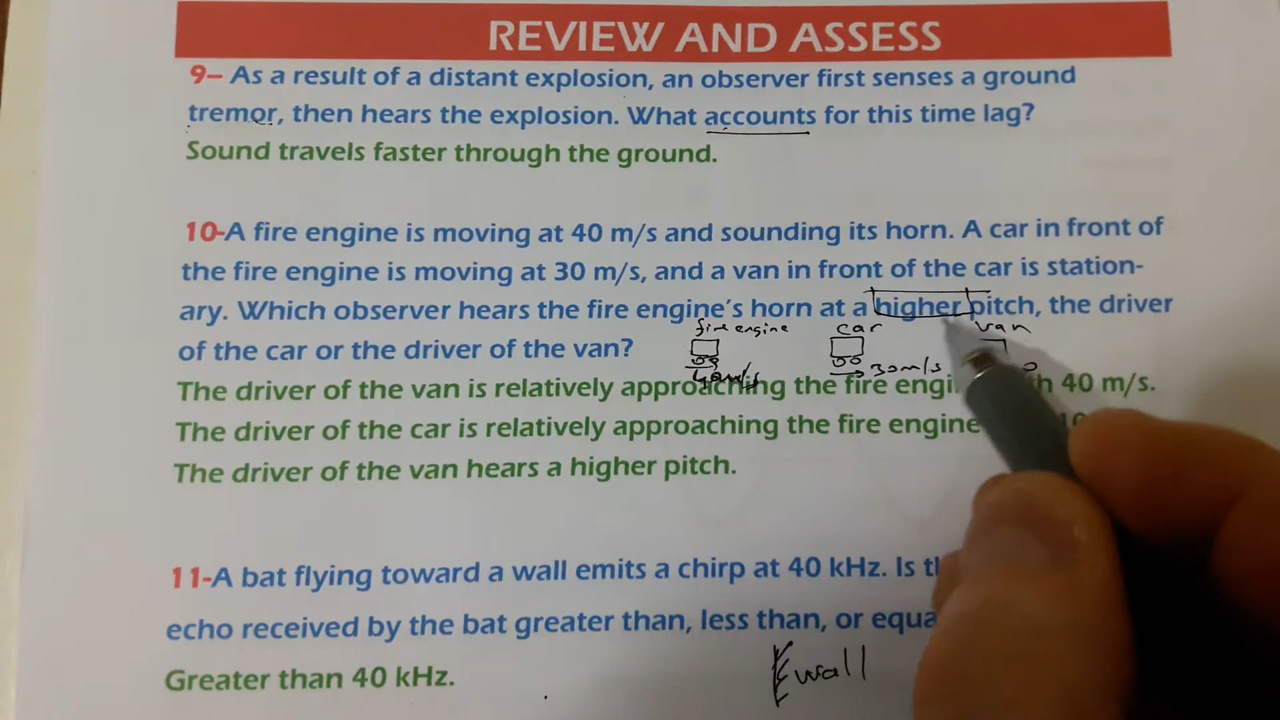 REVIEW AND ASSESS
9– As a result of a distant explosion, an observer first senses a ground
tremor, then hears the explosion. What accounts for this time lag?
Sound travels faster through the ground.
10-A fire engine is moving at 40 m/s and sounding its horn. A car in front of
the fire engine is moving at 30 m/s, and a van in front of the car is station-
ary. Which observer hears the fire engine's horn at a higher pitch, the driver
fire engine car van
of the car or the driver of the van?
40m/s 30m/s
The driver of the van is relatively approaching the fire 40 m/s.
The driver of the car is relatively approaching the fire engine
The driver of the van hears a higher pitch.
11-A bat flying toward a wall emits a chirp at 40 kHz. Is
echo received by the bat greater than, less than, or
wall
Greater than 40 kHz.